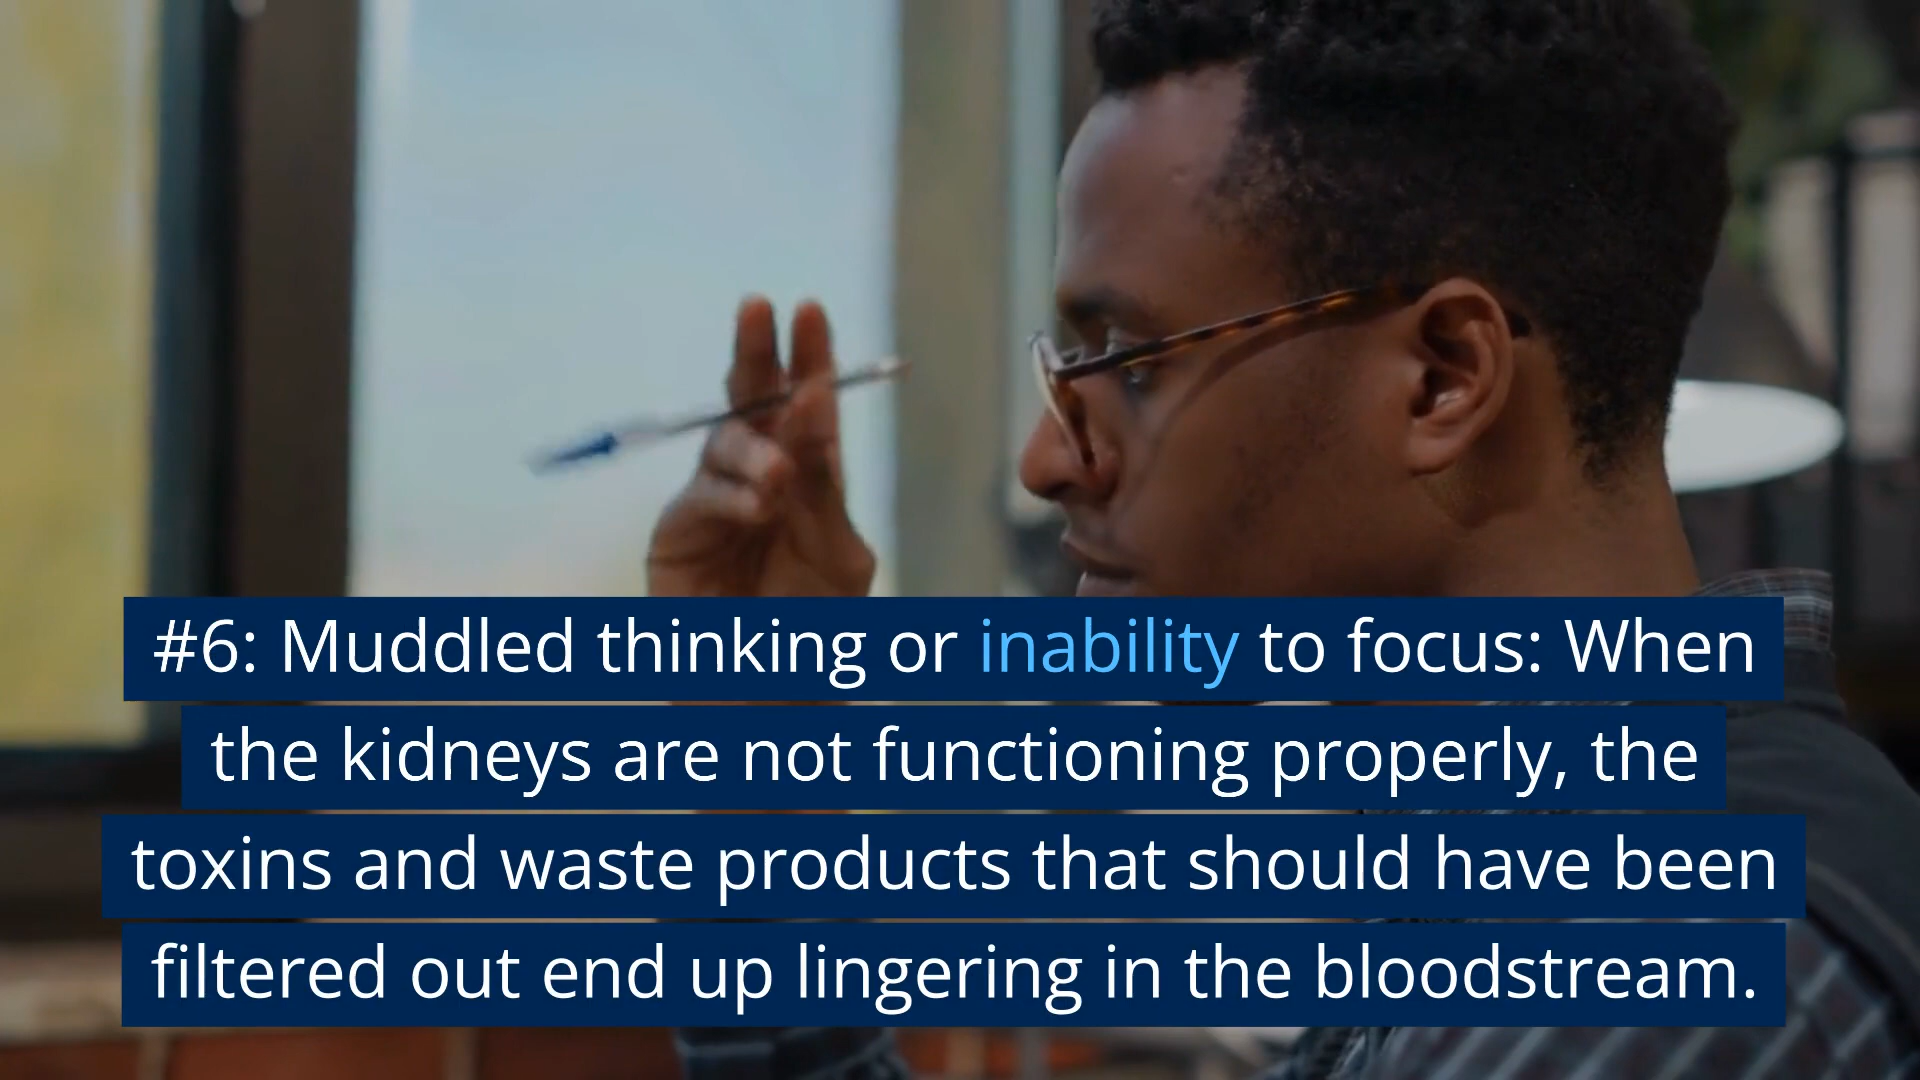 #6: Muddled thinking or inability to focus: When
the kidneys are not functioning properly, the
toxins and waste products that should have been
filtered out end up lingering in the bloodstream.